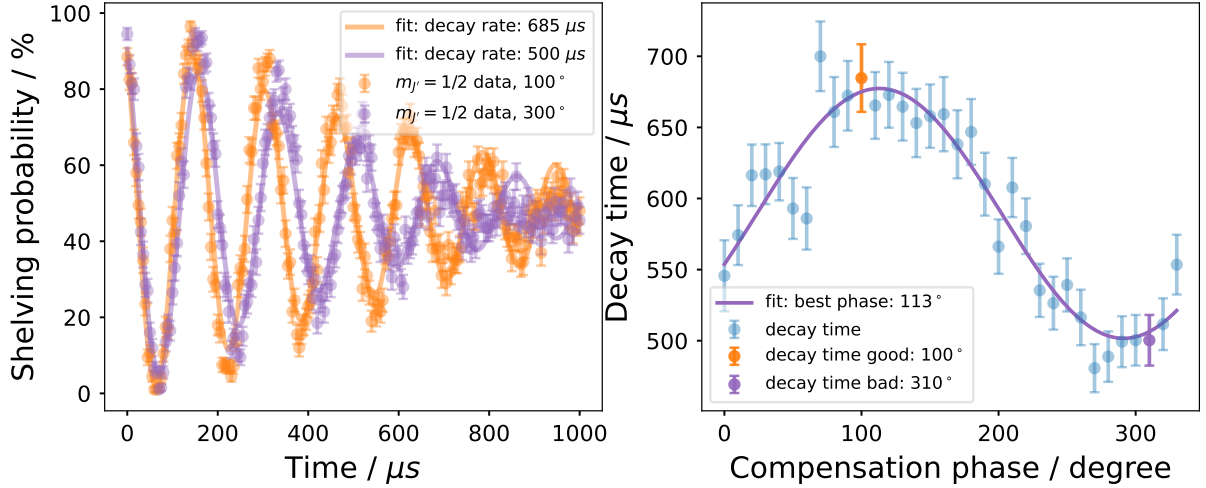 Shelving probability / %
100
80
60
40
20
0
fit: decay rate: 685 μs
fit: decay rate: 500 μs
m_J′ = 1/2 data, 100°
m_J′ = 1/2 data, 300°
0 200 400 600 800 1000
Time / μs
Decay time / μs
700
650
600
550
500
fit: best phase: 113°
decay time
decay time good: 100°
decay time bad: 310°
0 100 200 300
Compensation phase / degree